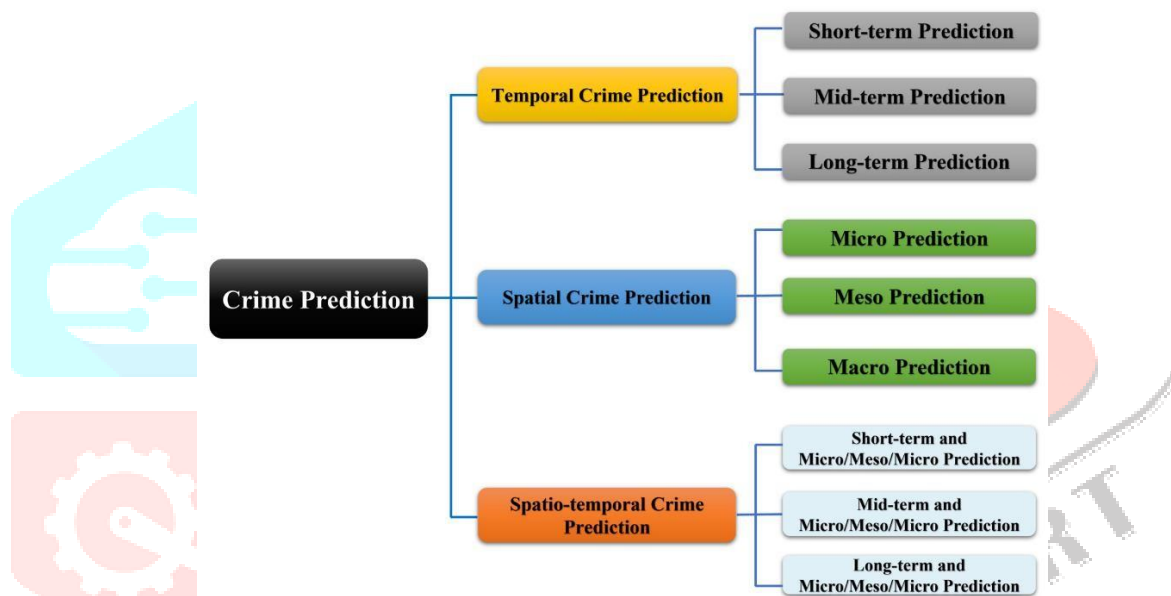 Crime Prediction
Temporal Crime Prediction
Short-term Prediction
Mid-term Prediction
Long-term Prediction
Spatial Crime Prediction
Micro Prediction
Meso Prediction
Macro Prediction
Spatio-temporal Crime
Prediction
Short-term and
Micro/Meso/Micro Prediction
Mid-term and
Micro/Meso/Micro Prediction
Long-term and
Micro/Meso/Micro Prediction